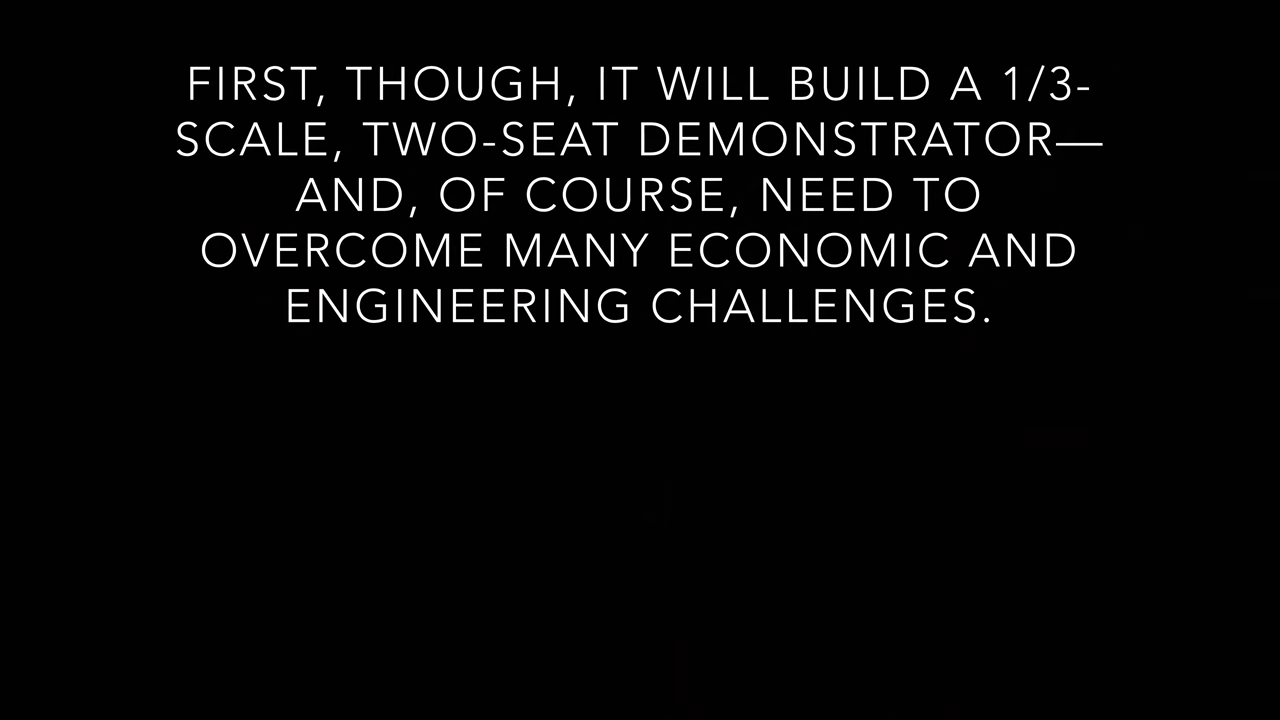 FIRST, THOUGH, IT WILL BUILD A 1/3-
SCALE, TWO-SEAT DEMONSTRATOR—
AND, OF COURSE, NEED TO
OVERCOME MANY ECONOMIC AND
ENGINEERING CHALLENGES.